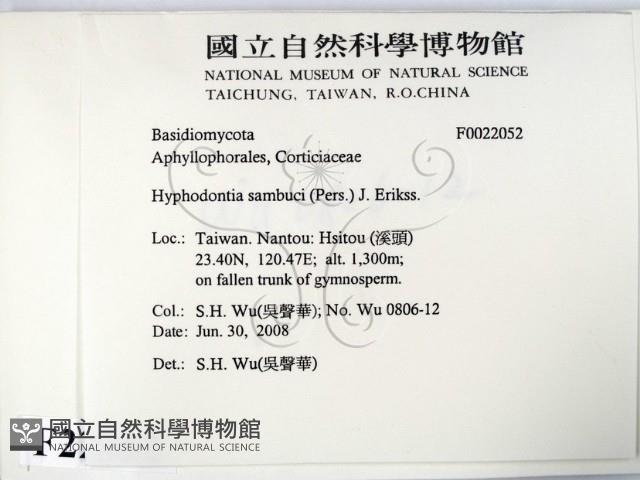 國立自然科學博物館
NATIONAL MUSEUM OF NATURAL SCIENCE
TAICHUNG, TAIWAN, R.O.CHINA
Basidiomycota F0022052
Aphyllophorales, Corticiaceae
Hyphodontia sambuci (Pers.) J. Erikss.
Loc.: Taiwan. Nantou: Hsitou (溪頭)
23.40N, 120.47E; alt. 1,300m;
on fallen trunk of gymnosperm.
Col.: S.H. Wu(吳聲華); No. Wu 0806-12
Date: Jun. 30, 2008
Det.: S.H. Wu(吳聲華)
國立自然科學博物館
NATIONAL MUSEUM OF NATURAL SCIENCE